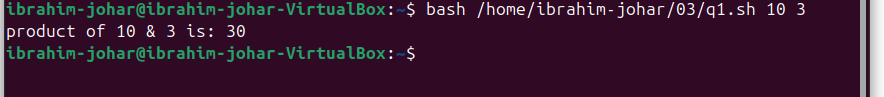 ibrahim-johar@ibrahim-johar-VirtualBox:~$ bash /home/ibrahim-johar/03/q1.sh 10 3
product of 10 & 3 is: 30
ibrahim-johar@ibrahim-johar-VirtualBox:~$